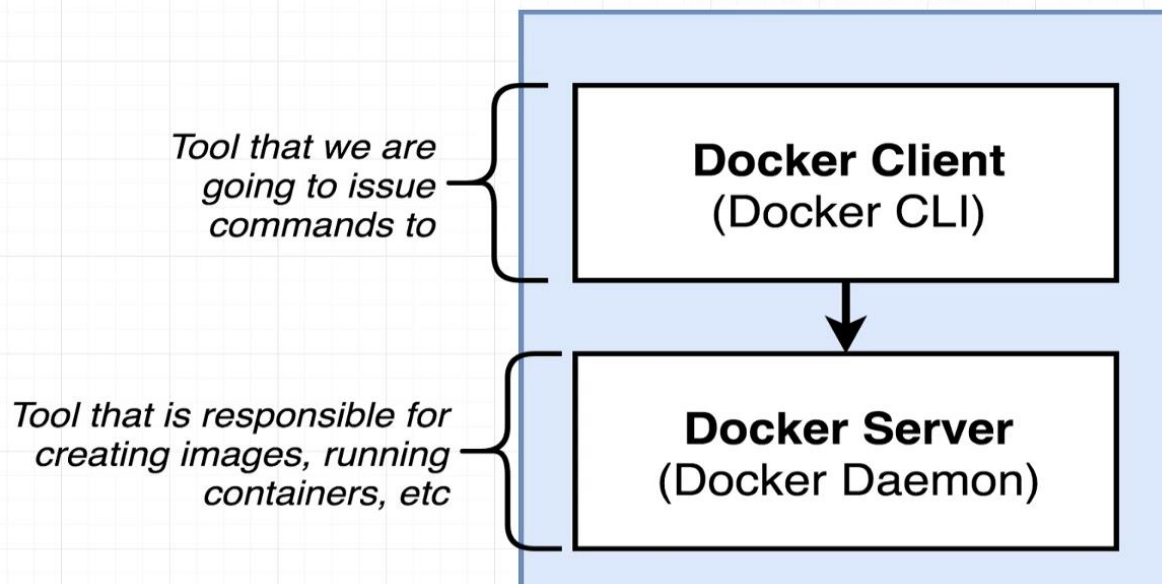 Tool that we are
going to issue
commands to
Docker Client
(Docker CLI)
Tool that is responsible for
creating images, running
containers, etc
Docker Server
(Docker Daemon)